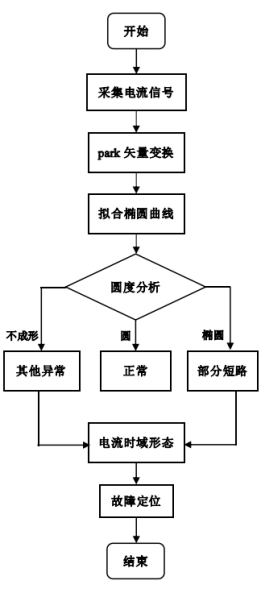 开始
采集电流信号
park 矢量变换
拟合椭圆曲线
圆度分析
不成形
圆
椭圆
其他异常
正常
部分短路
电流时域形态
故障定位
结束